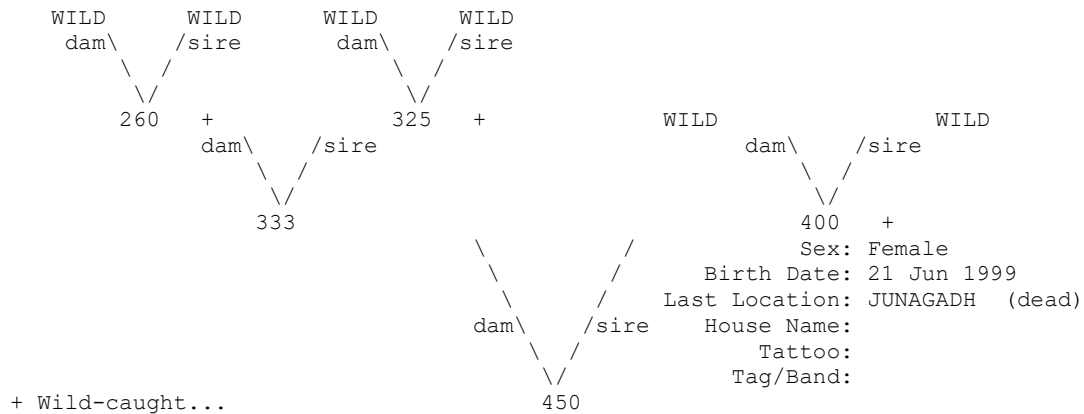 WILD WILD WILD WILD
dam\ /sire dam\ /sire
\ / \ /
\/ \/
260 + 325 + WILD WILD
dam\ /sire dam\ /sire
\ / \ /
\/ \/
333 400 +
\ / Sex: Female
\ / Birth Date: 21 Jun 1999
\ / Last Location: JUNAGADH (dead)
dam\ /sire House Name:
\ / Tattoo:
\/ Tag/Band:
+ Wild-caught... 450